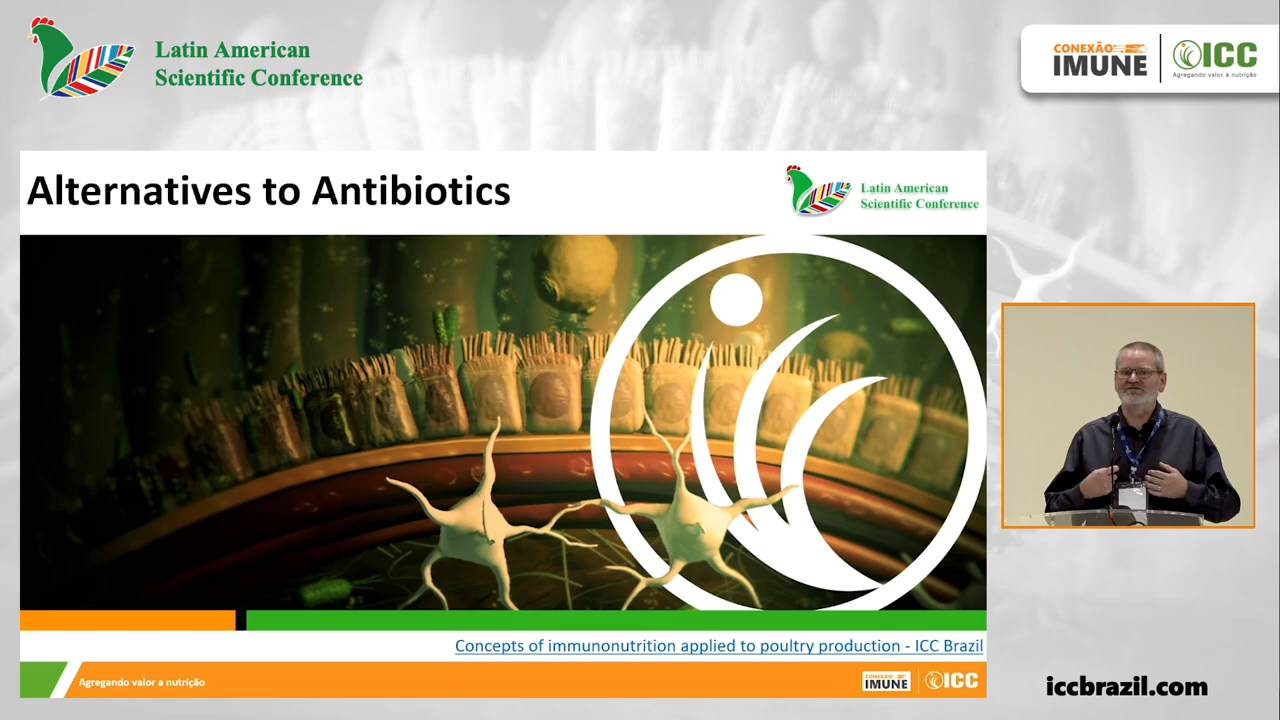 Latin American
Scientific Conference
CONEXÃO
IMUNE
ICC
Agregando valor à nutrição
Alternatives to Antibiotics
Latin American
Scientific Conference
Concepts of immunonutrition applied to poultry production - ICC Brazil
Agregando valor a nutrição
CONEXÃO
IMUNE
ICC
iccbrazil.com